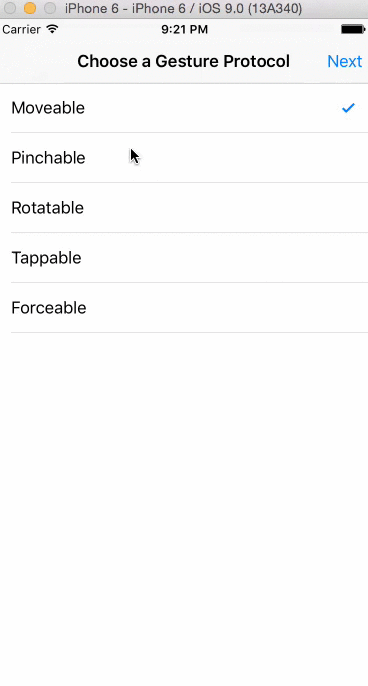 iPhone 6 - iPhone 6 / iOS 9.0 (13A340)
Carrier 9:21 PM
Choose a Gesture Protocol Next
Moveable
Pinchable
Rotatable
Tappable
Forceable